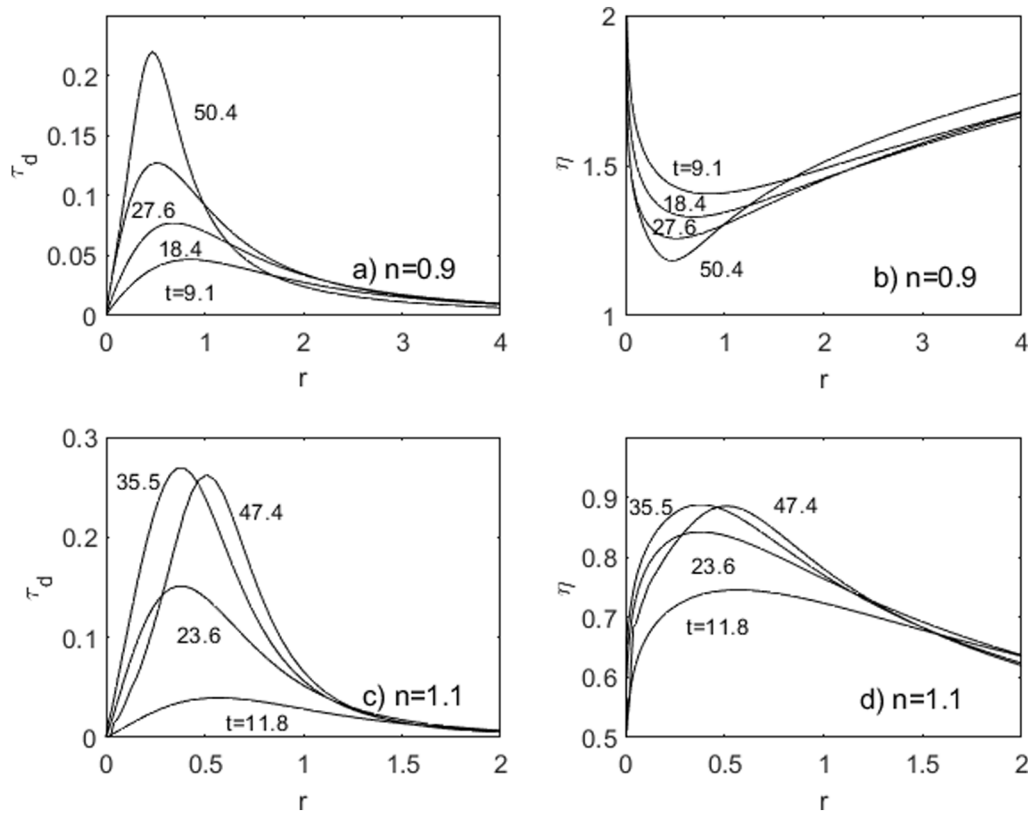 0.2
0.15
0.1
0.05
0
τd
50.4
27.6
18.4
t=9.1
a) n=0.9
0 1 2 3 4
r
2
1.5
1
η
t=9.1
18.4
27.6
50.4
b) n=0.9
0 1 2 3 4
r
0.3
0.2
0.1
0
τd
35.5
47.4
23.6
t=11.8
c) n=1.1
0 0.5 1 1.5 2
r
0.9
0.8
0.7
0.6
0.5
η
35.5
47.4
23.6
t=11.8
d) n=1.1
0 0.5 1 1.5 2
r